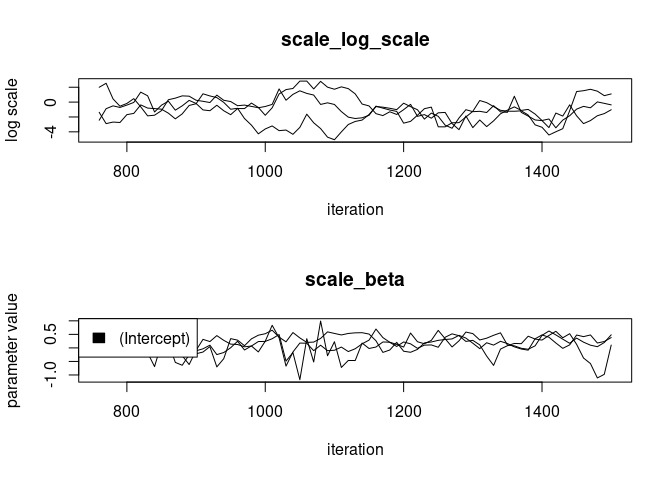 scale_log_scale
log scale
0
-4
800 1000 1200 1400
iteration
scale_beta
parameter value
0.5
-1.0
(Intercept)
800 1000 1200 1400
iteration